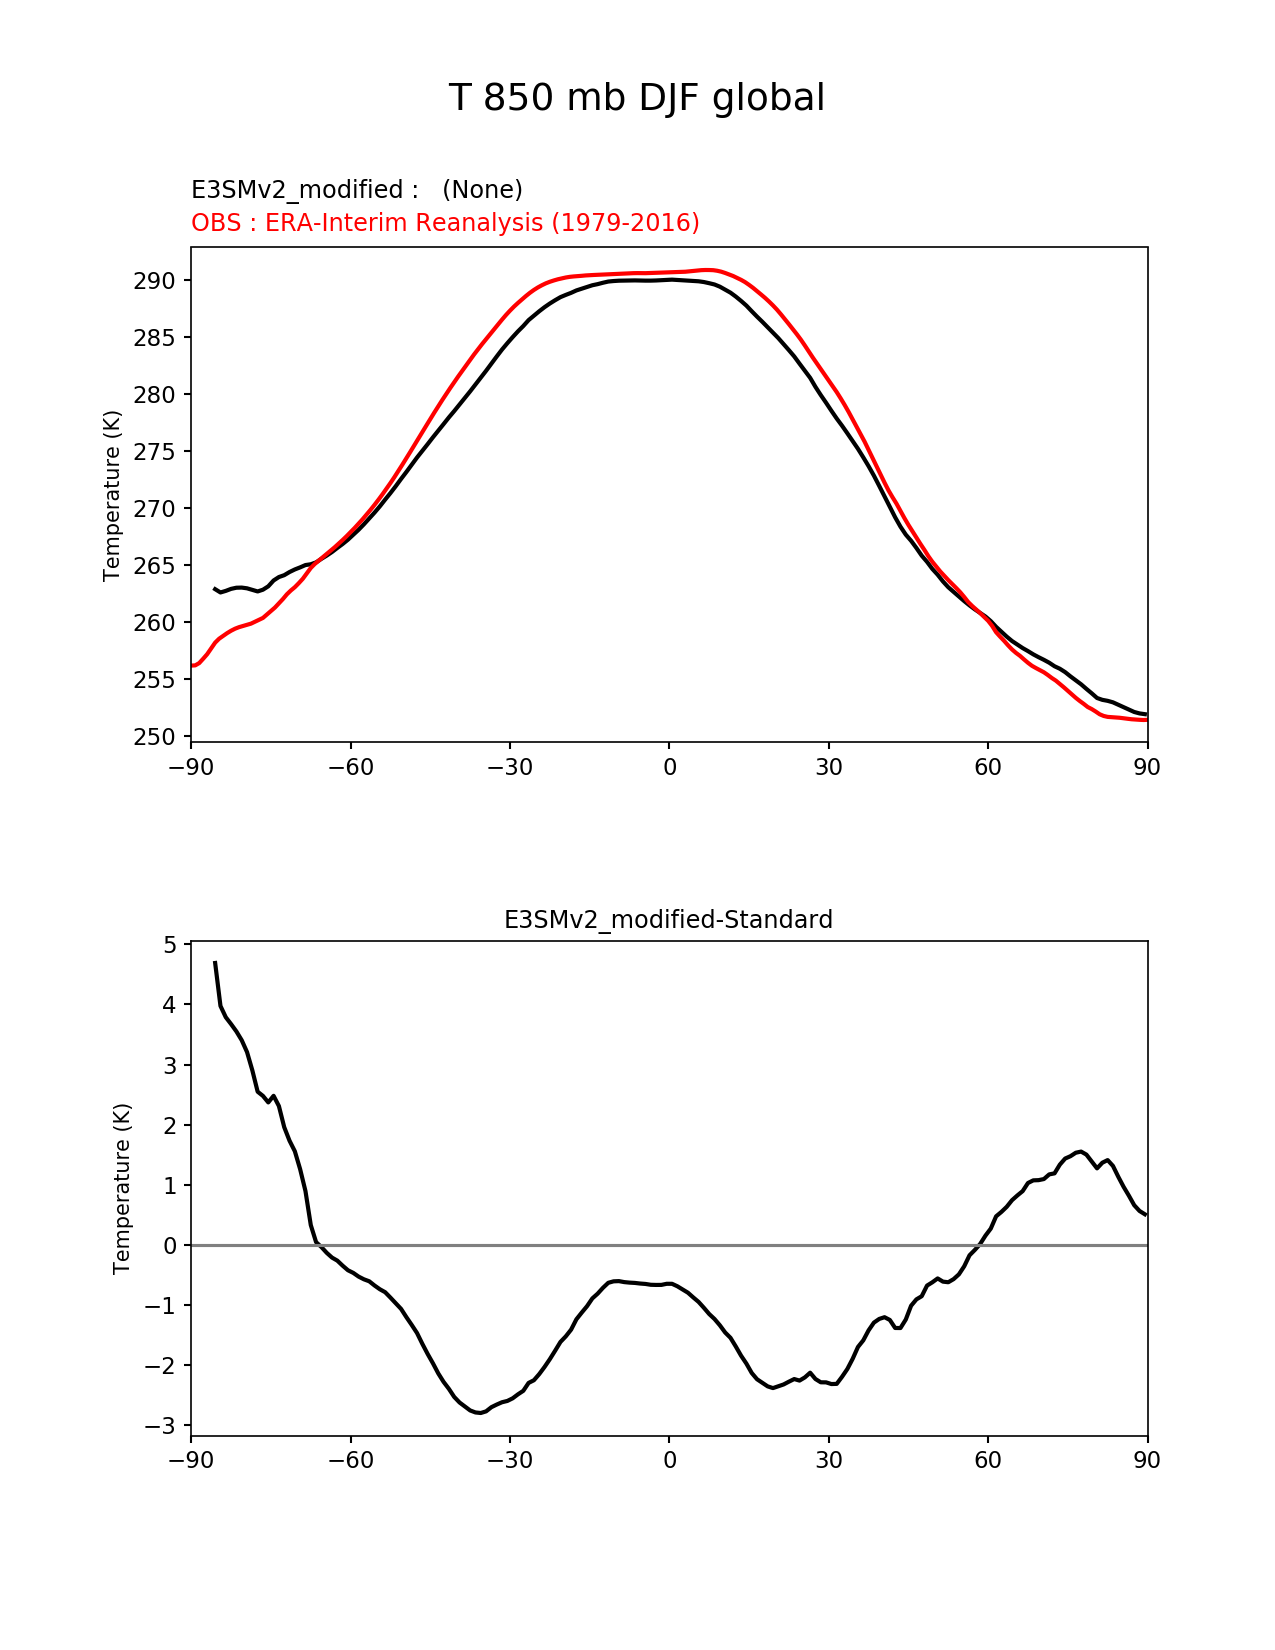 T 850 mb DJF global
E3SMv2_modified :   (None)
OBS : ERA-Interim Reanalysis (1979-2016)
Temperature (K)
290
285
280
275
270
265
260
255
250
−90 −60 −30 0 30 60 90
E3SMv2_modified-Standard
Temperature (K)
5
4
3
2
1
0
−1
−2
−3
−90 −60 −30 0 30 60 90